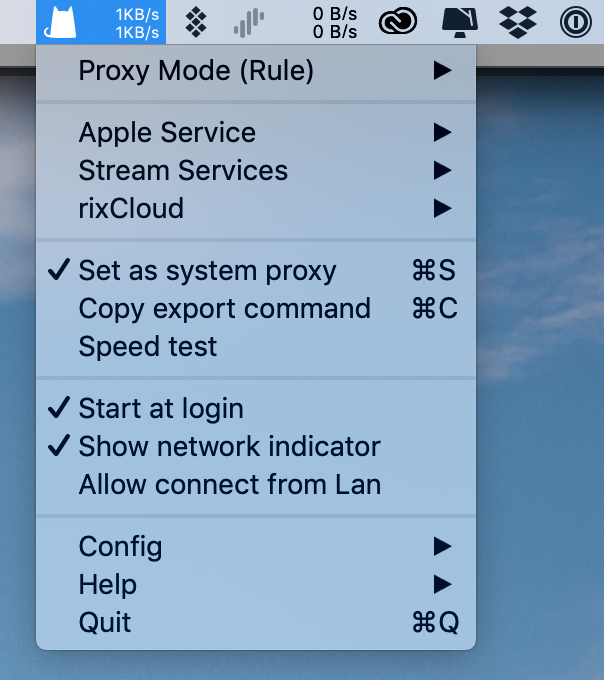 1KB/s 0 B/s
1KB/s 0 B/s
Proxy Mode (Rule)
Apple Service
Stream Services
rixCloud
Set as system proxy ⌘S
Copy export command ⌘C
Speed test
Start at login
Show network indicator
Allow connect from Lan
Config
Help
Quit ⌘Q